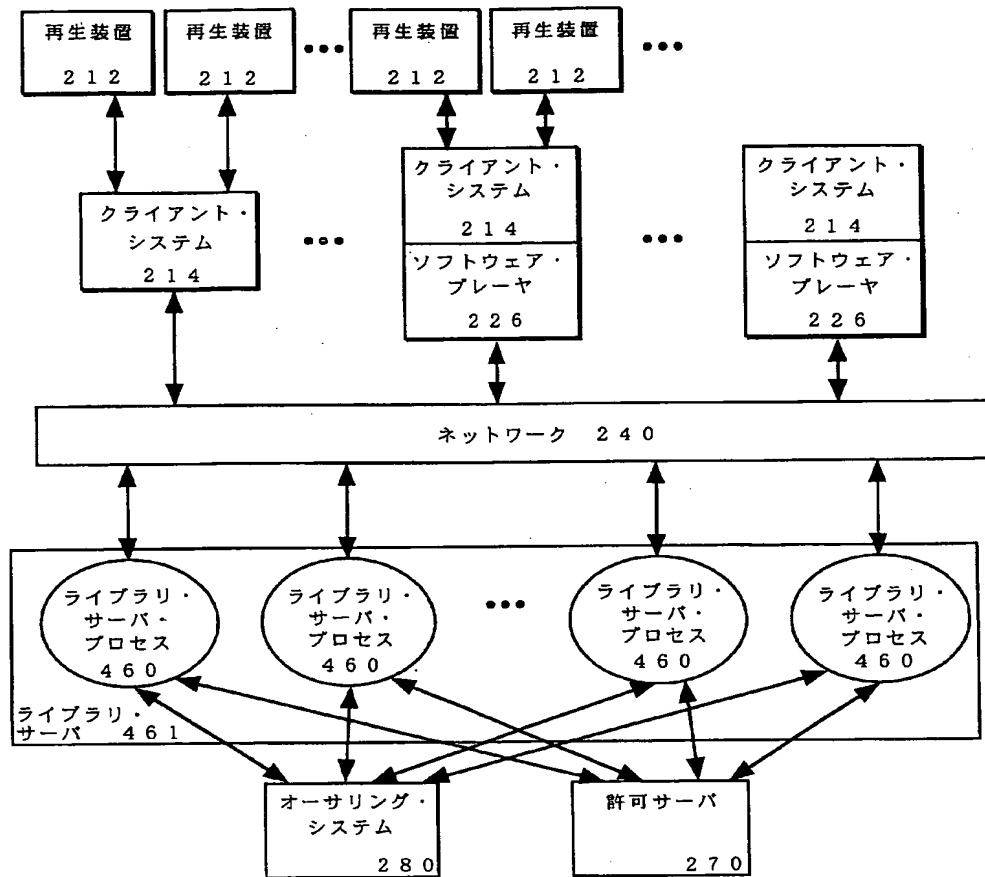 再生装置
212
再生装置
212
再生装置
212
再生装置
212
クライアント・
システム
214
クライアント・
システム
214
ソフトウェア・
プレーヤ
226
クライアント・
システム
214
ソフトウェア・
プレーヤ
226
ネットワーク 240
ライブラリ・
サーバ・
プロセス
460
ライブラリ・
サーバ・
プロセス
460
ライブラリ・
サーバ・
プロセス
460
ライブラリ・
サーバ・
プロセス
460
ライブラリ・
サーバ 461
オーサリング・
システム
280
許可サーバ
270